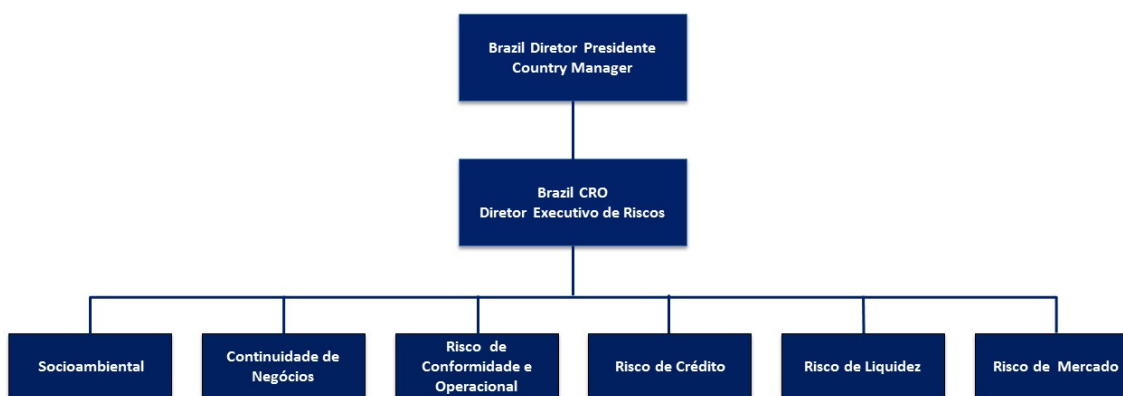 Brazil Diretor Presidente
Country Manager
Brazil CRO
Diretor Executivo de Riscos
Socioambiental
Continuidade de
Negócios
Risco de
Conformidade e
Operacional
Risco de Crédito
Risco de Liquidez
Risco de Mercado